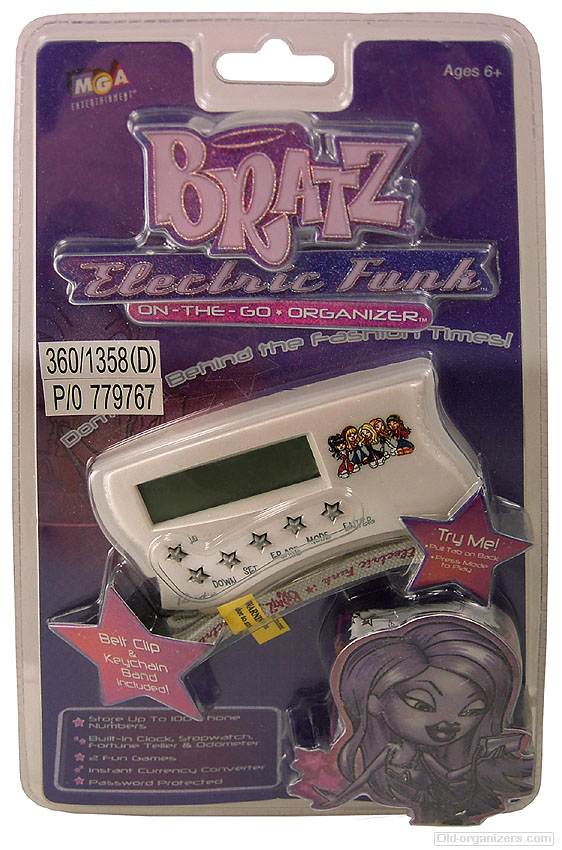 MGA
ENTERTAINMENT
Ages 6+
BRATZ
Electric Funk
ON-THE-GO ORGANIZER™
Behind the Fashion Times!
Don't
360/1358(D)
P/0 779767
UP
DOWN
SET
ERASE
MODE
ENTER
Electric Funk BRATZ
Try Me!
• Pull Tab on Back
• Press Mode to Play
WARNING
Belt Clip
&
Keychain
Band
Included!
Store Up To 100 Phone
Numbers
Built-In Clock, Stopwatch,
Fortune Teller & Odometer
2 Fun Games
Instant Currency Converter
Password Protected
Old-organizers.com